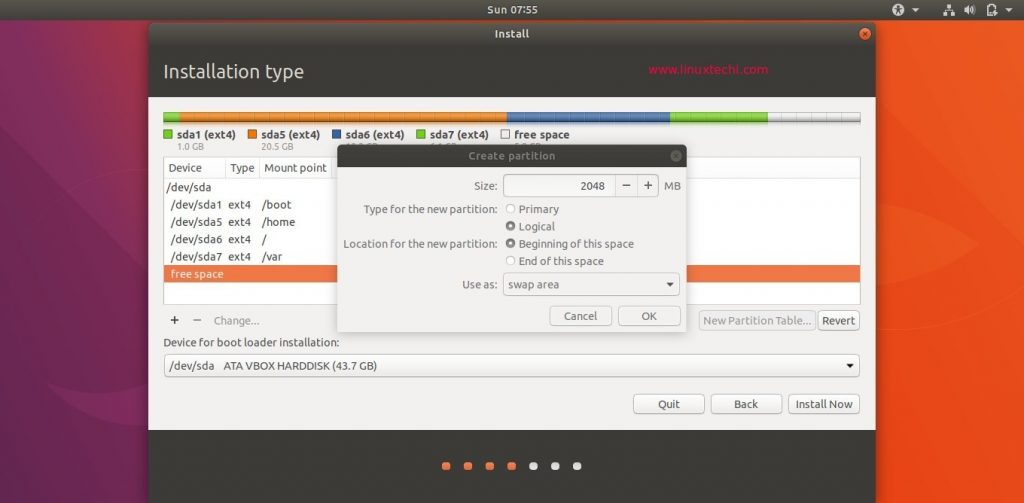 Sun 07:55
Install
Installation type
www.linuxtechi.com
sda1 (ext4) sda5 (ext4) sda6 (ext4) sda7 (ext4) free space
1.0 GB 20.5 GB
Create partition
Device Type Mount point
Size: 2048 − + MB
/dev/sda
Type for the new partition: Primary
/dev/sda1 ext4 /boot
Logical
/dev/sda5 ext4 /home
Location for the new partition: Beginning of this space
/dev/sda6 ext4 /
End of this space
/dev/sda7 ext4 /var
free space
Use as: swap area
Cancel OK
+ − Change... New Partition Table... Revert
Device for boot loader installation:
/dev/sda ATA VBOX HARDDISK (43.7 GB)
Quit Back Install Now